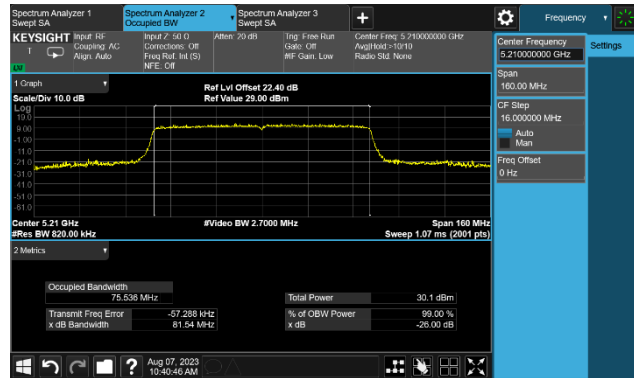 Spectrum Analyzer 1
Swept SA
Spectrum Analyzer 2
Occupied BW
Spectrum Analyzer 3
Swept SA
+
Frequency
KEYSIGHT
Input: RF
Coupling: AC
Align: Auto
Input Z: 50 Ω
Corrections: Off
Freq Ref: Int (S)
NFE: Off
Atten: 20 dB
Trig: Free Run
Gate: Off
#IF Gain: Low
Center Freq: 5.210000000 GHz
Avg|Hold:>10/10
Radio Std: None
LV
Center Frequency
5.210000000 GHz
Settings
Span
160.00 MHz
CF Step
16.000000 MHz
Auto
Man
Freq Offset
0 Hz
1 Graph
Scale/Div 10.0 dB
Ref Lvl Offset 22.40 dB
Ref Value 29.00 dBm
Log
19.0
9.00
-1.00
-11.0
-21.0
-31.0
-41.0
-51.0
-61.0
Center 5.21 GHz
#Res BW 820.00 kHz
#Video BW 2.7000 MHz
Span 160 MHz
Sweep 1.07 ms (2001 pts)
2 Metrics
Occupied Bandwidth
75.536 MHz
Total Power 30.1 dBm
Transmit Freq Error -57.288 kHz
% of OBW Power 99.00 %
x dB Bandwidth 81.54 MHz
x dB -26.00 dB
?
Aug 07, 2023
10:40:46 AM